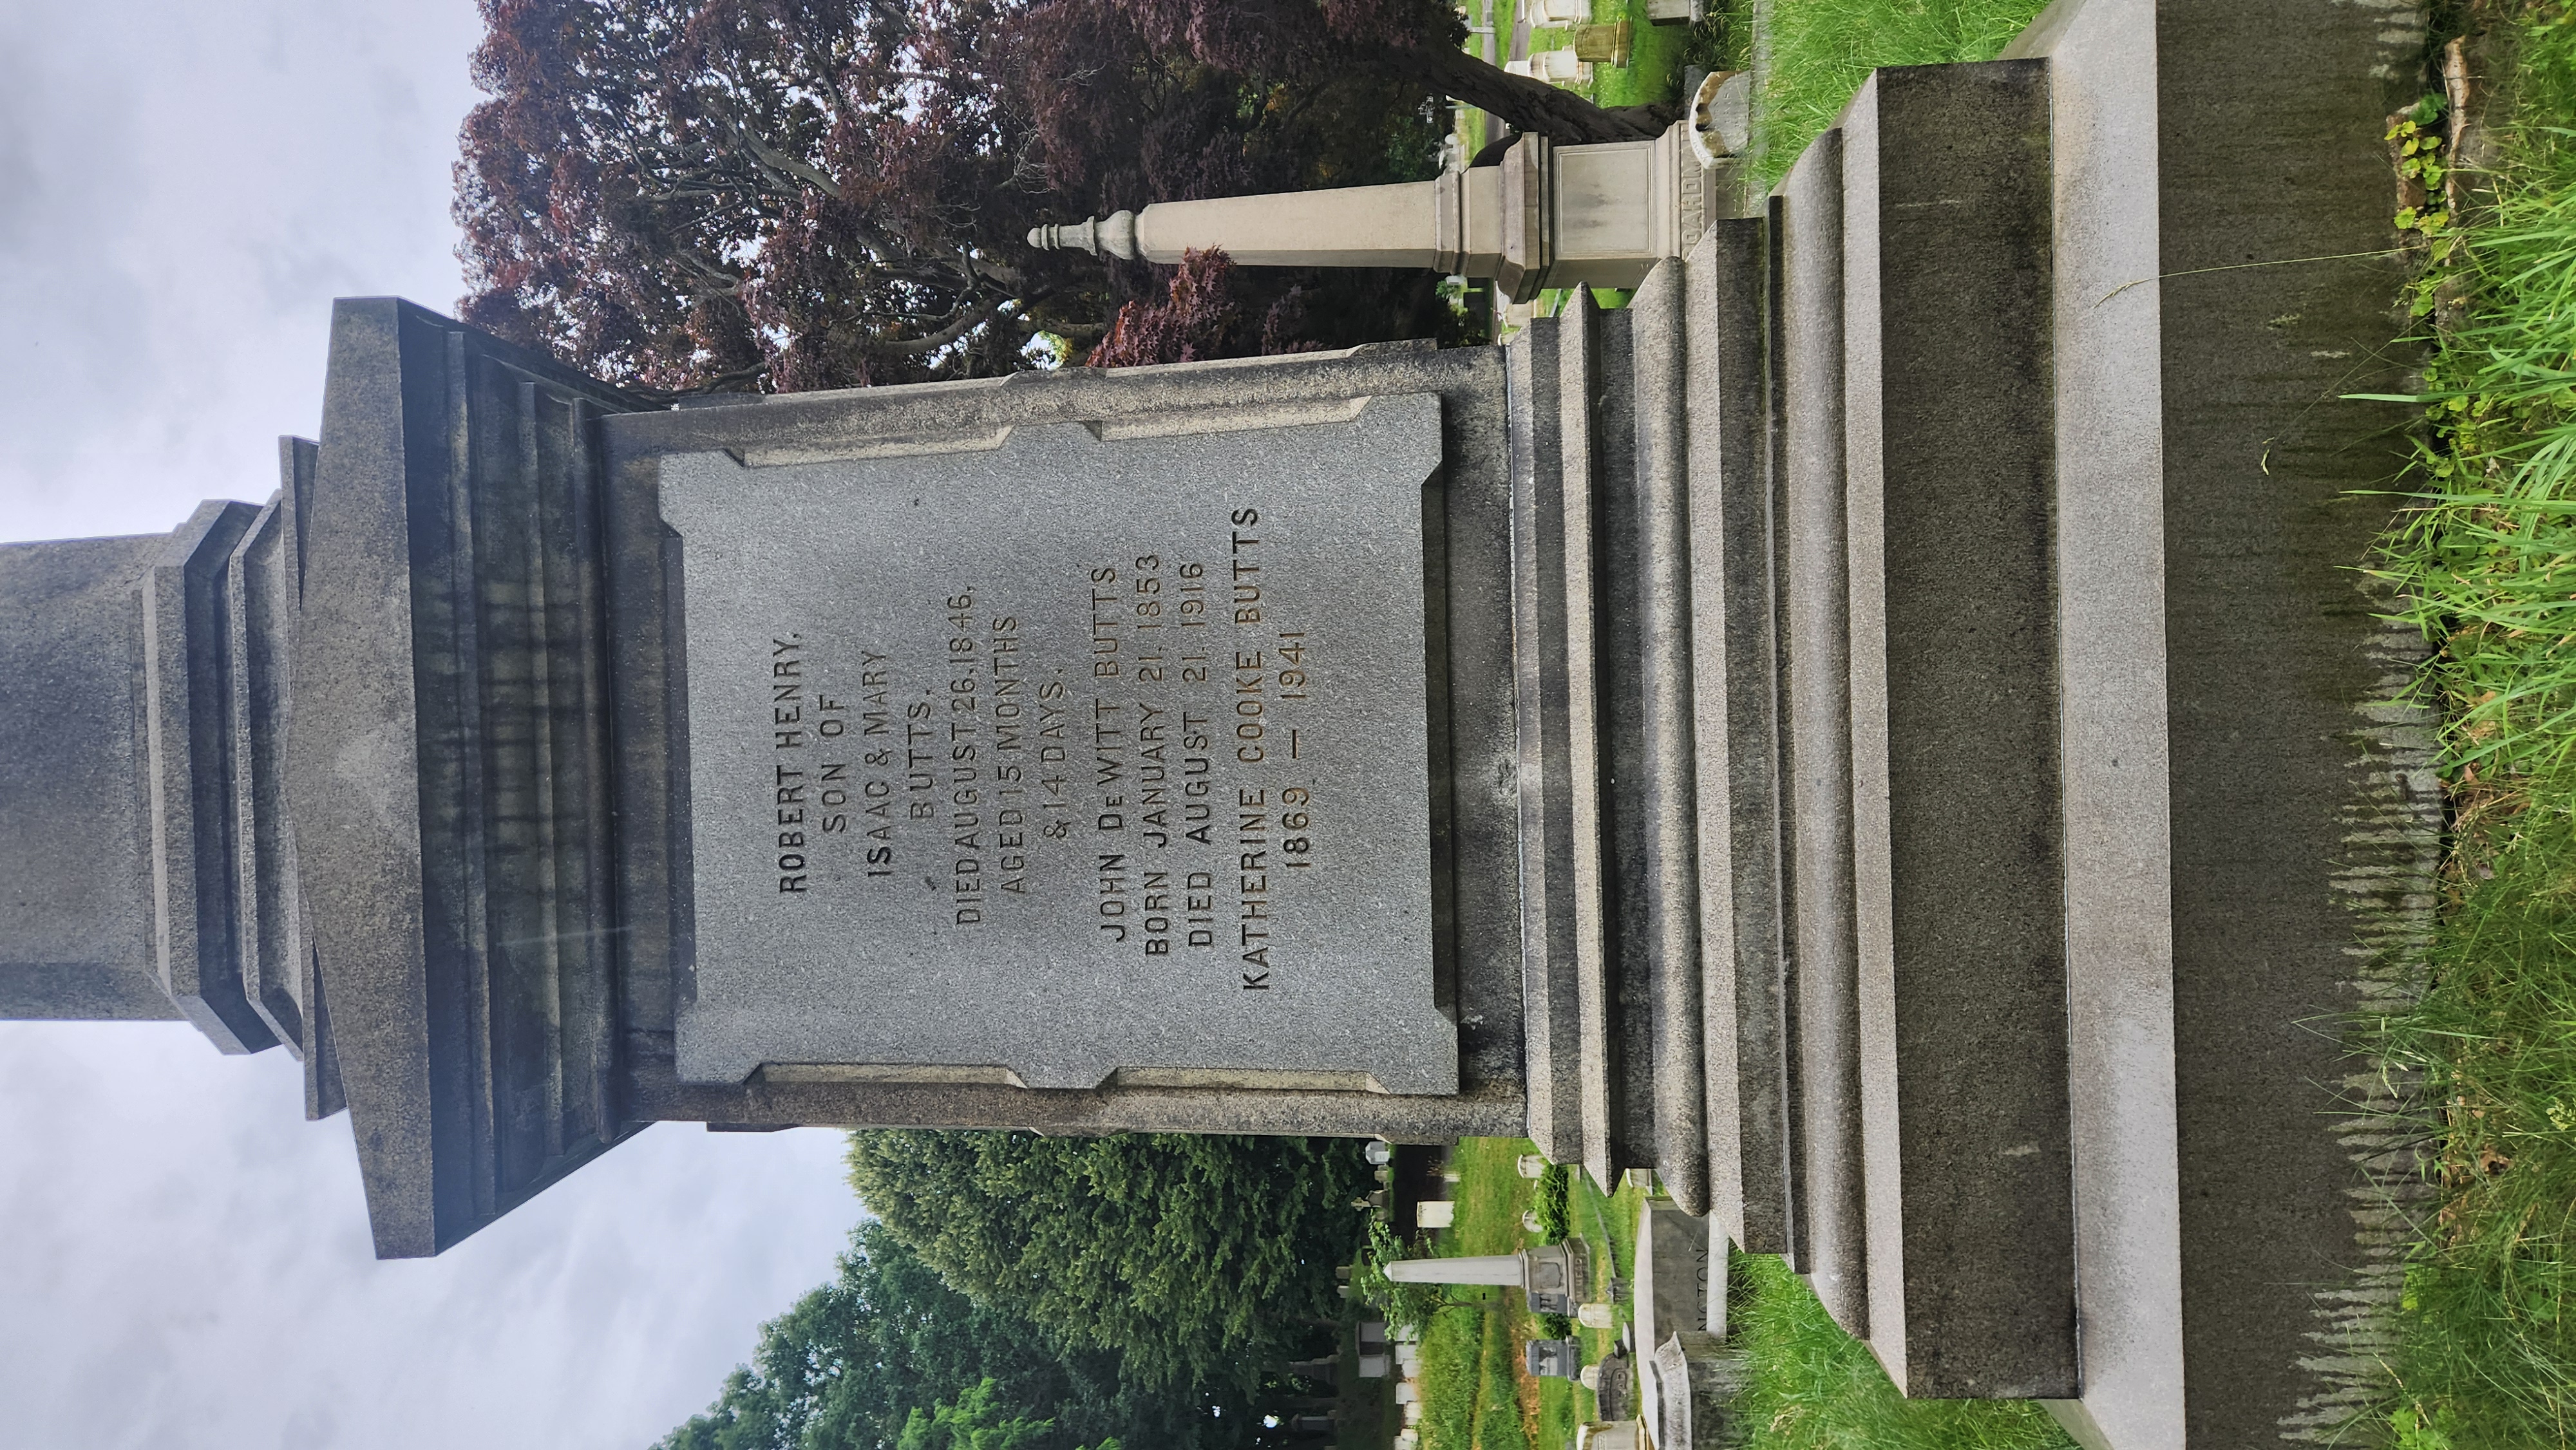 ROBERT HENRY,
SON OF
ISAAC & MARY
BUTTS.
DIED AUGUST 26, 1846,
AGED 15 MONTHS
& 14 DAYS.
JOHN DeWITT BUTTS
BORN JANUARY 21, 1853
DIED AUGUST 21, 1916
KATHERINE COOKE BUTTS
1869 — 1941